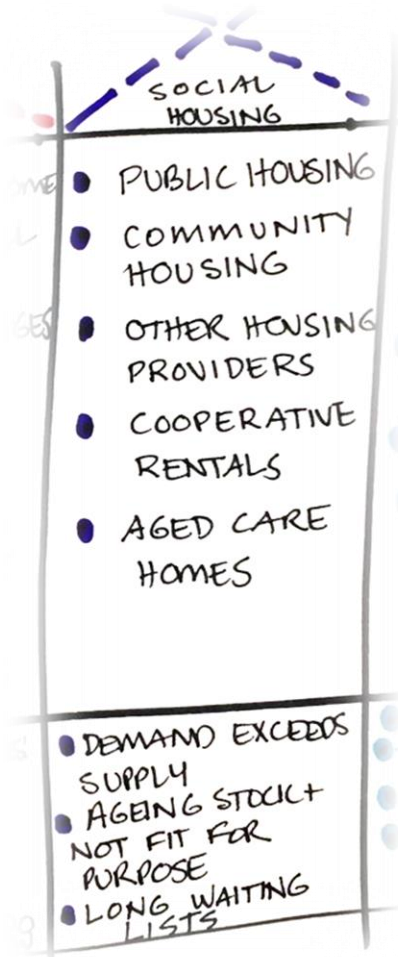 SOCIAL
HOUSING
PUBLIC HOUSING
COMMUNITY
HOUSING
OTHER HOUSING
PROVIDERS
COOPERATIVE
RENTALS
AGED CARE
HOMES
DEMAND EXCEEDS
SUPPLY
AGEING STOCK +
NOT FIT FOR
PURPOSE
LONG WAITING
LISTS